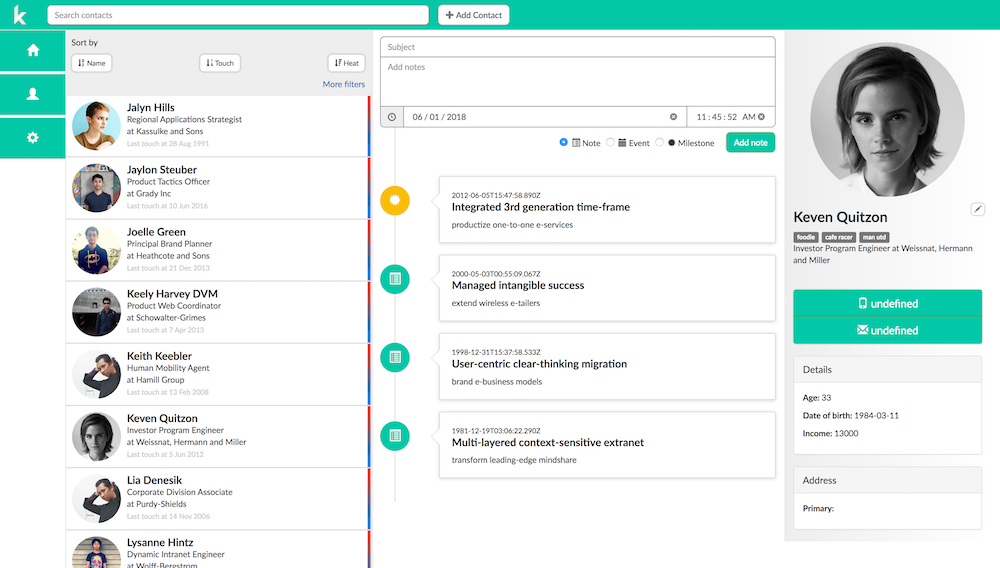 k
Search contacts
Add Contact
Sort by
Name
Touch
Heat
More filters
Jalyn Hills
Regional Applications Strategist
at Kassulke and Sons
Last touch at 28 Aug 1991
Jaylon Steuber
Product Tactics Officer
at Grady Inc
Last touch at 10 Jun 2016
Joelle Green
Principal Brand Planner
at Heathcote and Sons
Last touch at 21 Dec 2013
Keely Harvey DVM
Product Web Coordinator
at Schowalter-Grimes
Last touch at 7 Apr 2013
Keith Keebler
Human Mobility Agent
at Hamill Group
Last touch at 13 Feb 2008
Keven Quitzon
Investor Program Engineer
at Weissnat, Hermann and Miller
Last touch at 5 Jun 2012
Lia Denesik
Corporate Division Associate
at Purdy-Shields
Last touch at 14 Nov 2006
Lysanne Hintz
Dynamic Intranet Engineer
at Wolff-Bergstrom
Subject
Add notes
06 / 01 / 2018
11 : 45 : 52 AM
Note
Event
Milestone
Add note
2012-06-05T15:47:58.890Z
Integrated 3rd generation time-frame
productize one-to-one e-services
2000-05-03T00:55:09.067Z
Managed intangible success
extend wireless e-tailers
1998-12-31T15:37:58.533Z
User-centric clear-thinking migration
brand e-business models
1981-12-19T03:06:22.290Z
Multi-layered context-sensitive extranet
transform leading-edge mindshare
Keven Quitzon
foodie cafe racer man utd
Investor Program Engineer at Weissnat, Hermann
and Miller
undefined
undefined
Details
Age: 33
Date of birth: 1984-03-11
Income: 13000
Address
Primary: